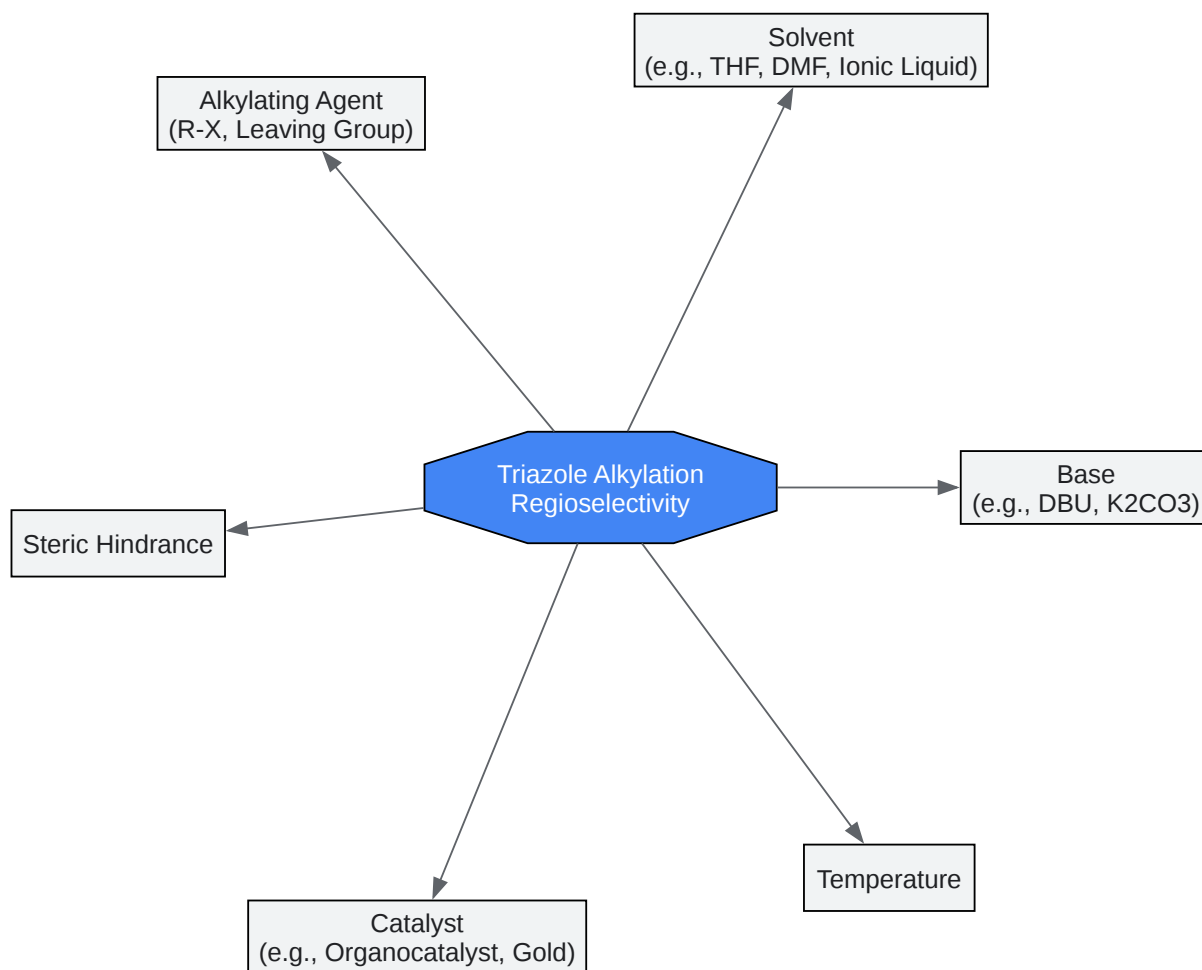 Solvent
(e.g., THF, DMF, Ionic Liquid)
Alkylating Agent
(R-X, Leaving Group)
Triazole Alkylation
Regioselectivity
Base
(e.g., DBU, K2CO3)
Steric Hindrance
Temperature
Catalyst
(e.g., Organocatalyst, Gold)